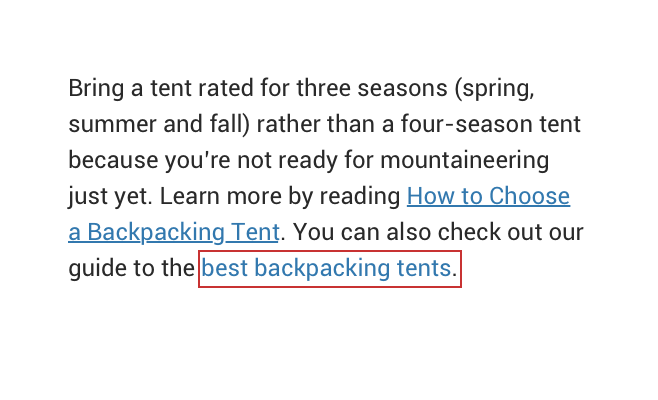 Bring a tent rated for three seasons (spring,
summer and fall) rather than a four-season tent
because you're not ready for mountaineering
just yet. Learn more by reading How to Choose
a Backpacking Tent. You can also check out our
guide to the best backpacking tents.